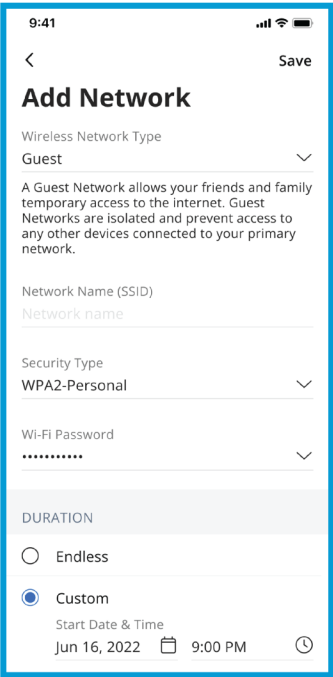 9:41
Save
Add Network
Wireless Network Type
Guest
A Guest Network allows your friends and family
temporary access to the internet. Guest
Networks are isolated and prevent access to
any other devices connected to your primary
network.
Network Name (SSID)
Network name
Security Type
WPA2-Personal
Wi-Fi Password
•••••••••••
DURATION
Endless
Custom
Start Date & Time
Jun 16, 2022 9:00 PM